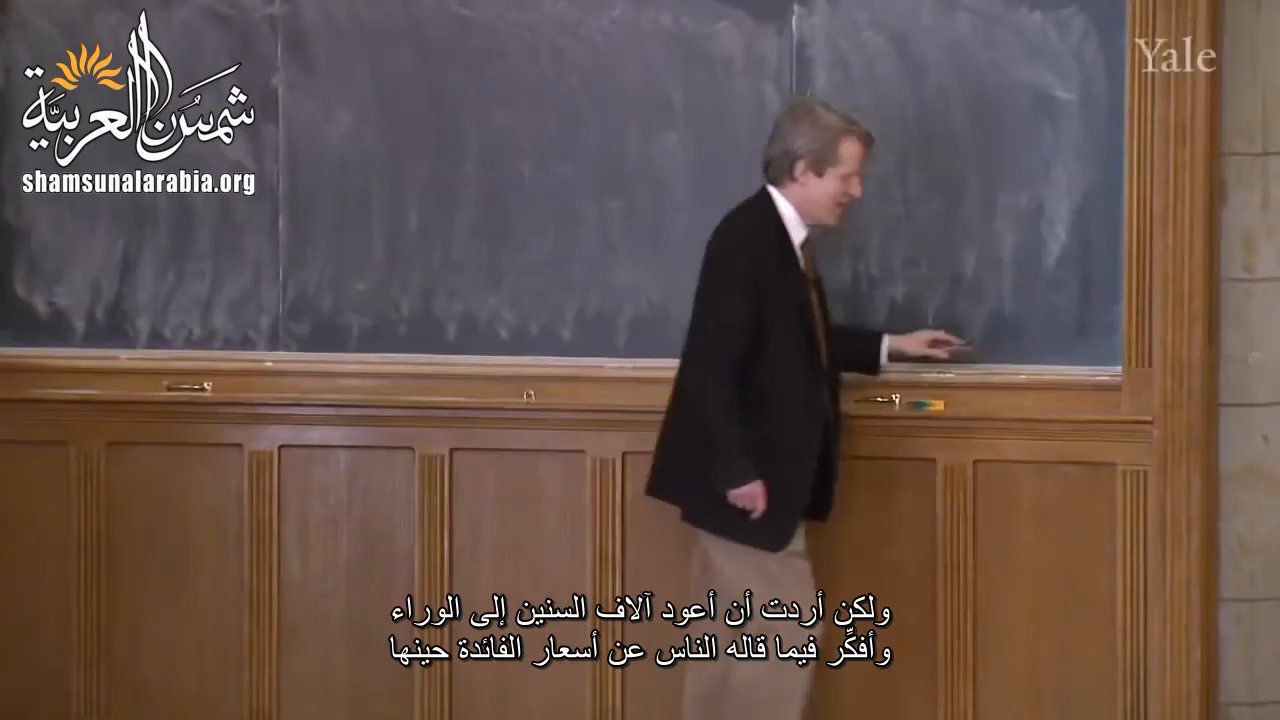 شمس العربية
shamsunalarabia.org
Yale
ولكن أردت أن أعود آلاف السنين إلى الوراء
وأفكِّر فيما قاله الناس عن أسعار الفائدة حينها